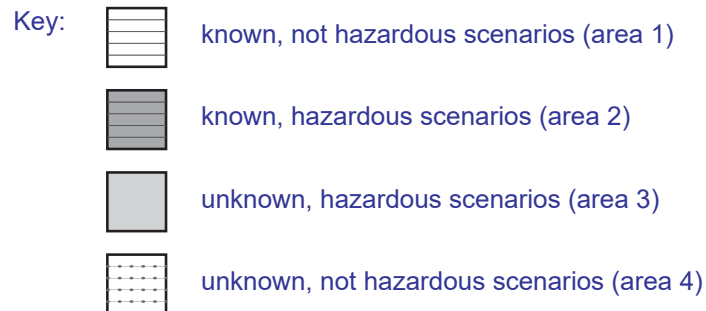 Key:
known, not hazardous scenarios (area 1)
known, hazardous scenarios (area 2)
unknown, hazardous scenarios (area 3)
unknown, not hazardous scenarios (area 4)